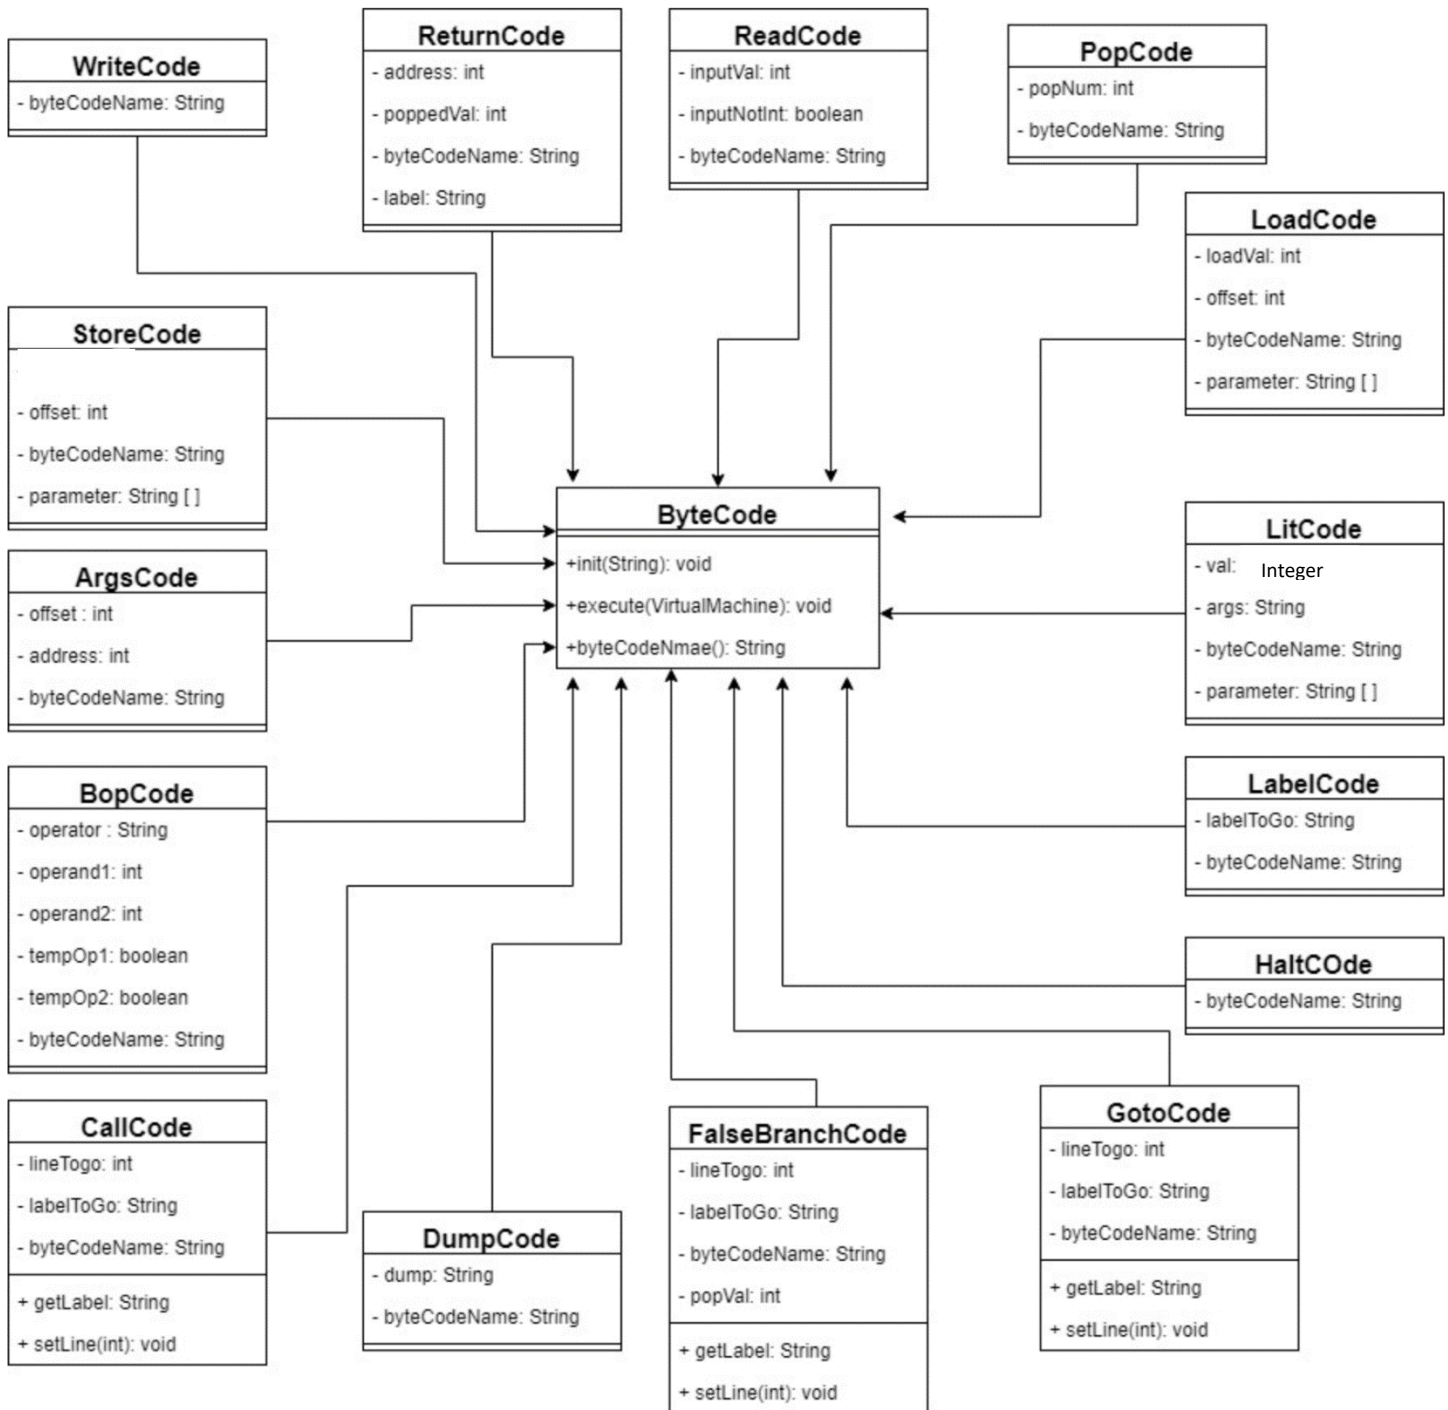 WriteCode
- byteCodeName: String
ReturnCode
- address: int
- poppedVal: int
- byteCodeName: String
- label: String
ReadCode
- inputVal: int
- inputNotInt: boolean
- byteCodeName: String
PopCode
- popNum: int
- byteCodeName: String
LoadCode
- loadVal: int
- offset: int
- byteCodeName: String
- parameter: String [ ]
StoreCode
- offset: int
- byteCodeName: String
- parameter: String [ ]
ByteCode
+init(String): void
+execute(VirtualMachine): void
+byteCodeNmae(): String
LitCode
- val: Integer
- args: String
- byteCodeName: String
- parameter: String [ ]
ArgsCode
- offset : int
- address: int
- byteCodeName: String
BopCode
- operator : String
- operand1: int
- operand2: int
- tempOp1: boolean
- tempOp2: boolean
- byteCodeName: String
LabelCode
- labelToGo: String
- byteCodeName: String
HaltCOde
- byteCodeName: String
CallCode
- lineTogo: int
- labelToGo: String
- byteCodeName: String
+ getLabel: String
+ setLine(int): void
DumpCode
- dump: String
- byteCodeName: String
FalseBranchCode
- lineTogo: int
- labelToGo: String
- byteCodeName: String
- popVal: int
+ getLabel: String
+ setLine(int): void
GotoCode
- lineTogo: int
- labelToGo: String
- byteCodeName: String
+ getLabel: String
+ setLine(int): void